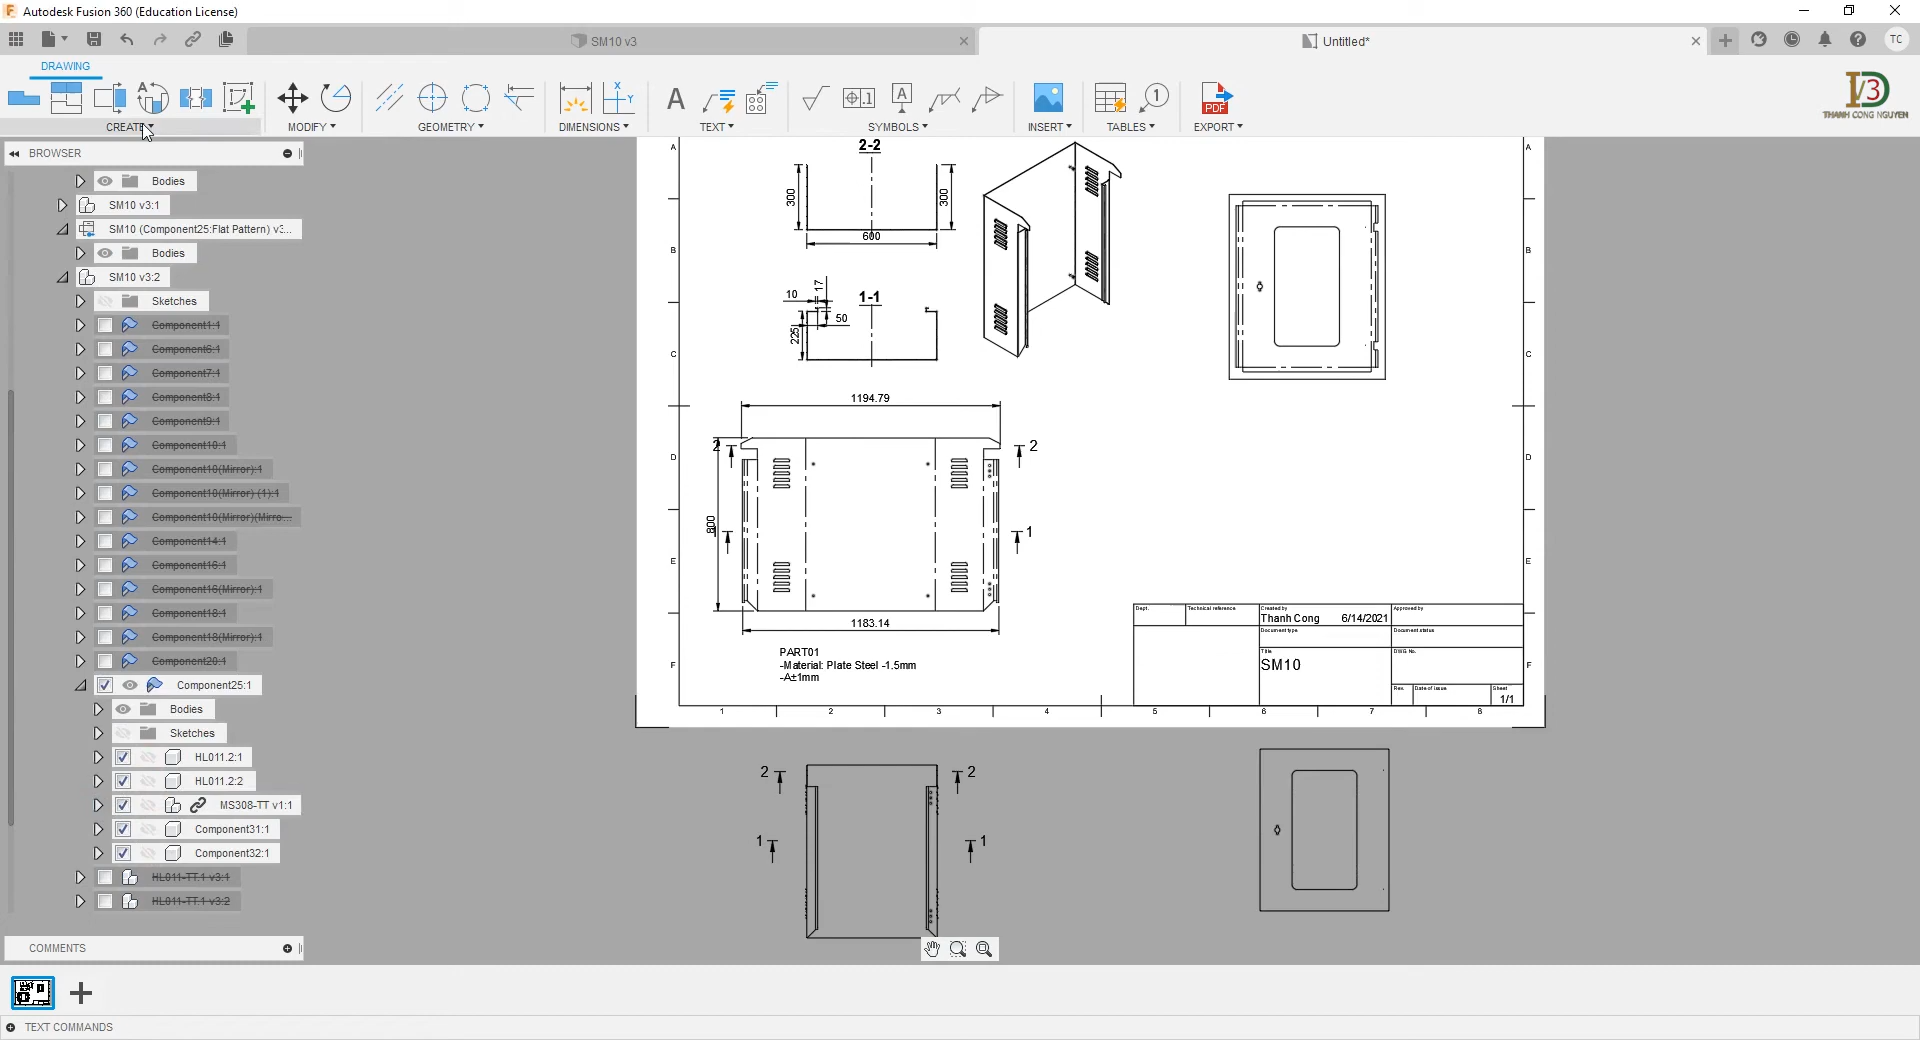 Autodesk Fusion 360 (Education License)
SM10 v3
Untitled*
TC
DRAWING
CREATE
MODIFY
GEOMETRY
DIMENSIONS
TEXT
SYMBOLS
INSERT
TABLES
EXPORT
PDF
V3
THANH CONG NGUYEN
BROWSER
Bodies
SM10 v3:1
SM10 (Component25:Flat Pattern) v3...
Bodies
SM10 v3:2
Sketches
Component1:1
Component6:1
Component7:1
Component8:1
Component9:1
Component10:1
Component10(Mirror):1
Component10(Mirror) (1):1
Component10(Mirror)(Mirro...
Component14:1
Component16:1
Component16(Mirror):1
Component18:1
Component18(Mirror):1
Component20:1
Component25:1
Bodies
Sketches
HL011.2:1
HL011.2:2
MS308-TT v1:1
Component31:1
Component32:1
HL011-TT.1 v3:1
HL011-TT.1 v3:2
COMMENTS
TEXT COMMANDS
A
B
C
D
E
F
A
B
C
D
E
F
2-2
300
300
600
1-1
10
17
50
225
1194.79
2
2
800
1
1183.14
PART01
-Material: Plate Steel -1.5mm
-A±1mm
1 2 3 4 5 6 7 8
Dept.
Technical reference
Created by
Thanh Cong 6/14/2021
Approved by
Document type
Document status
Title
SM10
DWG No.
Rev.
Date of issue
Sheet
1/1
2 2
1 1